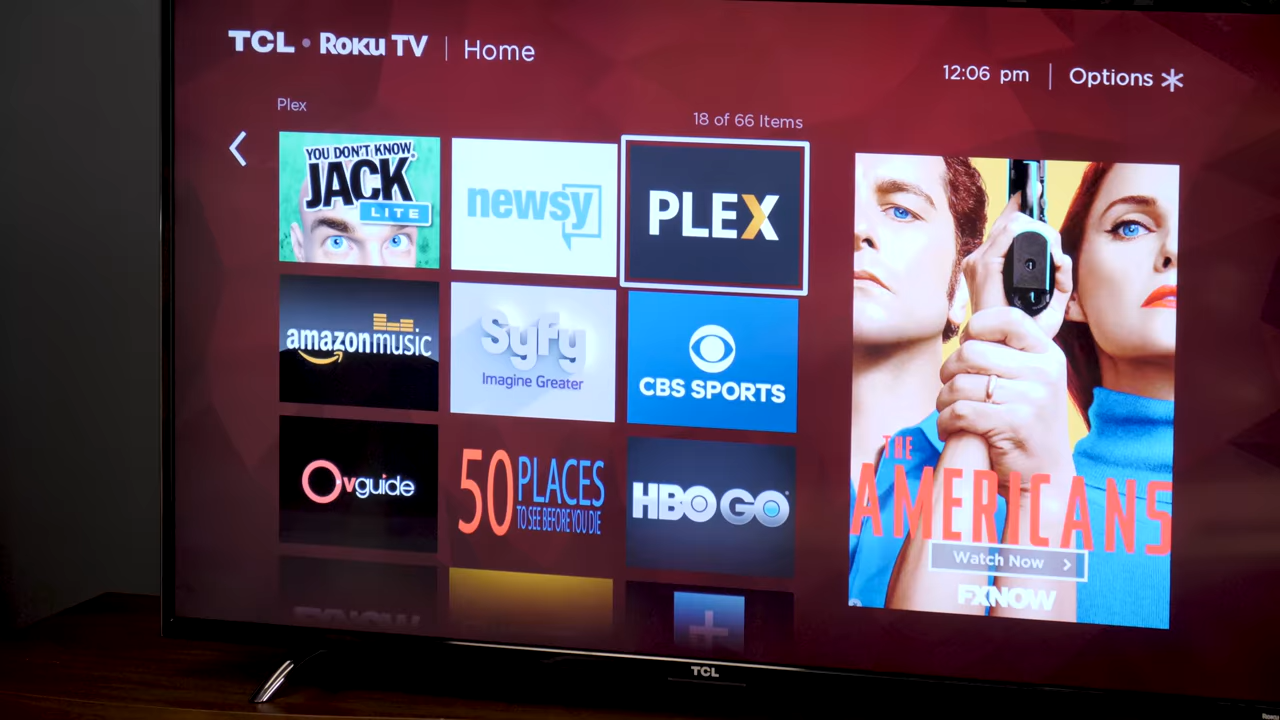 TCL • Roku TV | Home
12:06 pm | Options
Plex
18 of 66 Items
YOU DON'T KNOW
JACK
LITE
newsy
PLEX
amazon music
Syfy
Imagine Greater
CBS SPORTS
Ovguide
50 PLACES
TO SEE BEFORE YOU DIE
HBO GO
FXNOW
THE
AMERICANS
Watch Now >
FXNOW
TCL
Roku